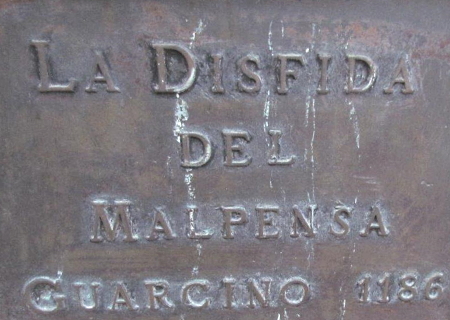 LA DISFIDA
DEL
MALPENSA
GUARCINO 1186